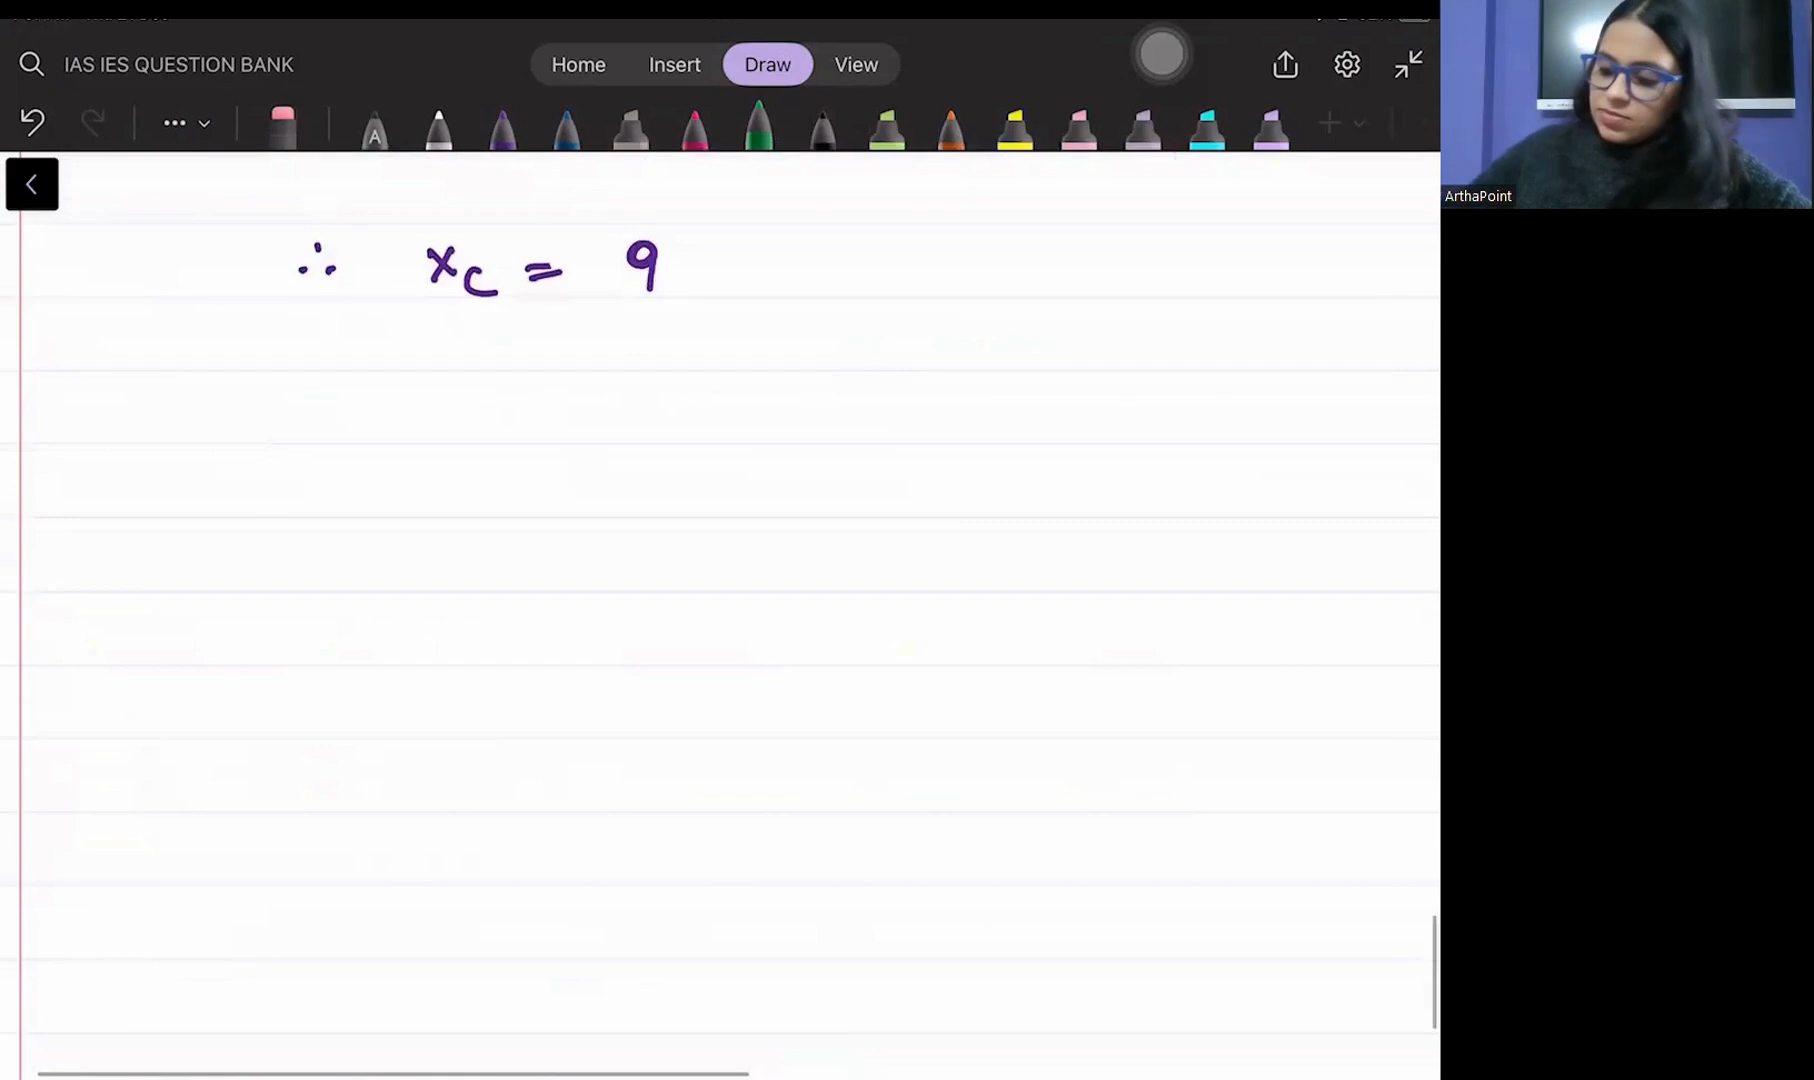 IAS IES QUESTION BANK
Home Insert Draw View
A
ArthaPoint
∴ x_C = 9